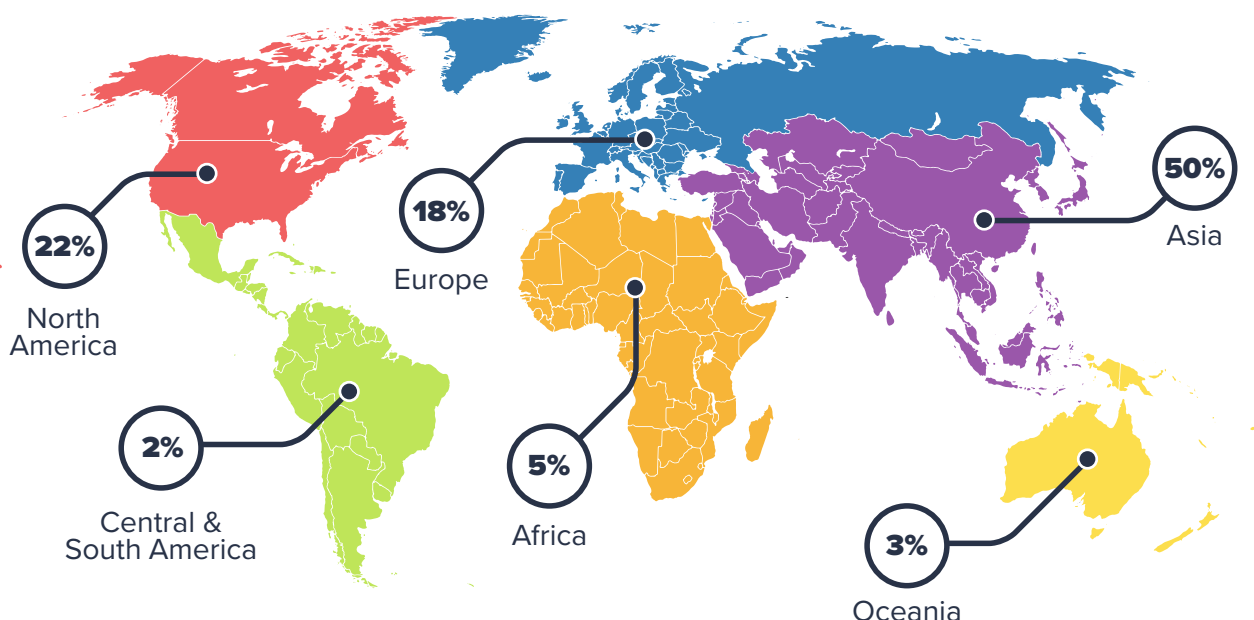 22%
North
America
18%
Europe
50%
Asia
2%
Central &
South America
5%
Africa
3%
Oceania